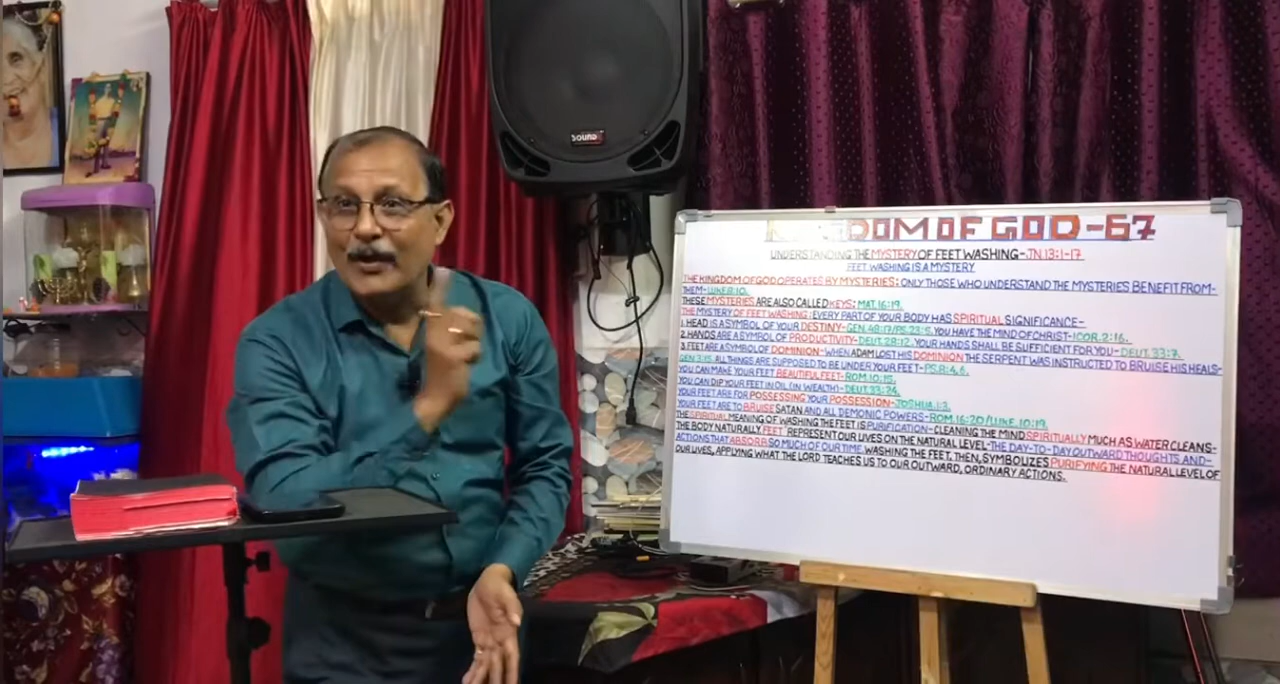 SOUND
KINGDOM OF GOD-67
UNDERSTANDING THE MYSTERY OF FEET WASHING-JN.13:1-17
FEET WASHING IS A MYSTERY
THE KINGDOM OF GOD OPERATES BY MYSTERIES: ONLY THOSE WHO UNDERSTAND THE MYSTERIES BENEFIT FROM-
THEM-LUKE 8:10.
THESE MYSTERIES ARE ALSO CALLED KEYS: MAT.16:19.
THE MYSTERY OF FEET WASHING: EVERY PART OF YOUR BODY HAS SPIRITUAL SIGNIFICANCE-
1. HEAD IS A SYMBOL OF YOUR DESTINY-GEN.48:17/PS.23:5. YOU HAVE THE MIND OF CHRIST-1COR.2:16.
2. HANDS ARE A SYMBOL OF PRODUCTIVITY-DEUT.28:12. YOUR HANDS SHALL BE SUFFICIENT FOR YOU-DEUT.33:7.
3. FEET ARE A SYMBOL OF DOMINION-WHEN ADAM LOST HIS DOMINION THE SERPENT WAS INSTRUCTED TO BRUISE HIS HEALS-
GEN.3:15. ALL THINGS ARE SUPPOSED TO BE UNDER YOUR FEET-PS.8:4,6.
YOU CAN MAKE YOUR FEET BEAUTIFUL FEET-ROM.10:15.
YOU CAN DIP YOUR FEET IN OIL (IN WEALTH)-DEUT.33:24.
YOUR FEET ARE FOR POSSESSING YOUR POSSESSION-JOSHUA.1:3.
YOUR FEET ARE TO BRUISE SATAN AND ALL DEMONIC POWERS-ROM.16:20/LUKE.10:19.
THE SPIRITUAL MEANING OF WASHING THE FEET IS PURIFICATION-CLEANING THE MIND SPIRITUALLY MUCH AS WATER CLEANS-
THE BODY NATURALLY. FEET REPRESENT OUR LIVES ON THE NATURAL LEVEL-THE DAY-TO-DAY OUTWARD THOUGHTS AND-
ACTIONS THAT ABSORB SO MUCH OF OUR TIME. WASHING THE FEET, THEN, SYMBOLIZES PURIFYING THE NATURAL LEVEL OF
OUR LIVES, APPLYING WHAT THE LORD TEACHES US TO OUR OUTWARD, ORDINARY ACTIONS.